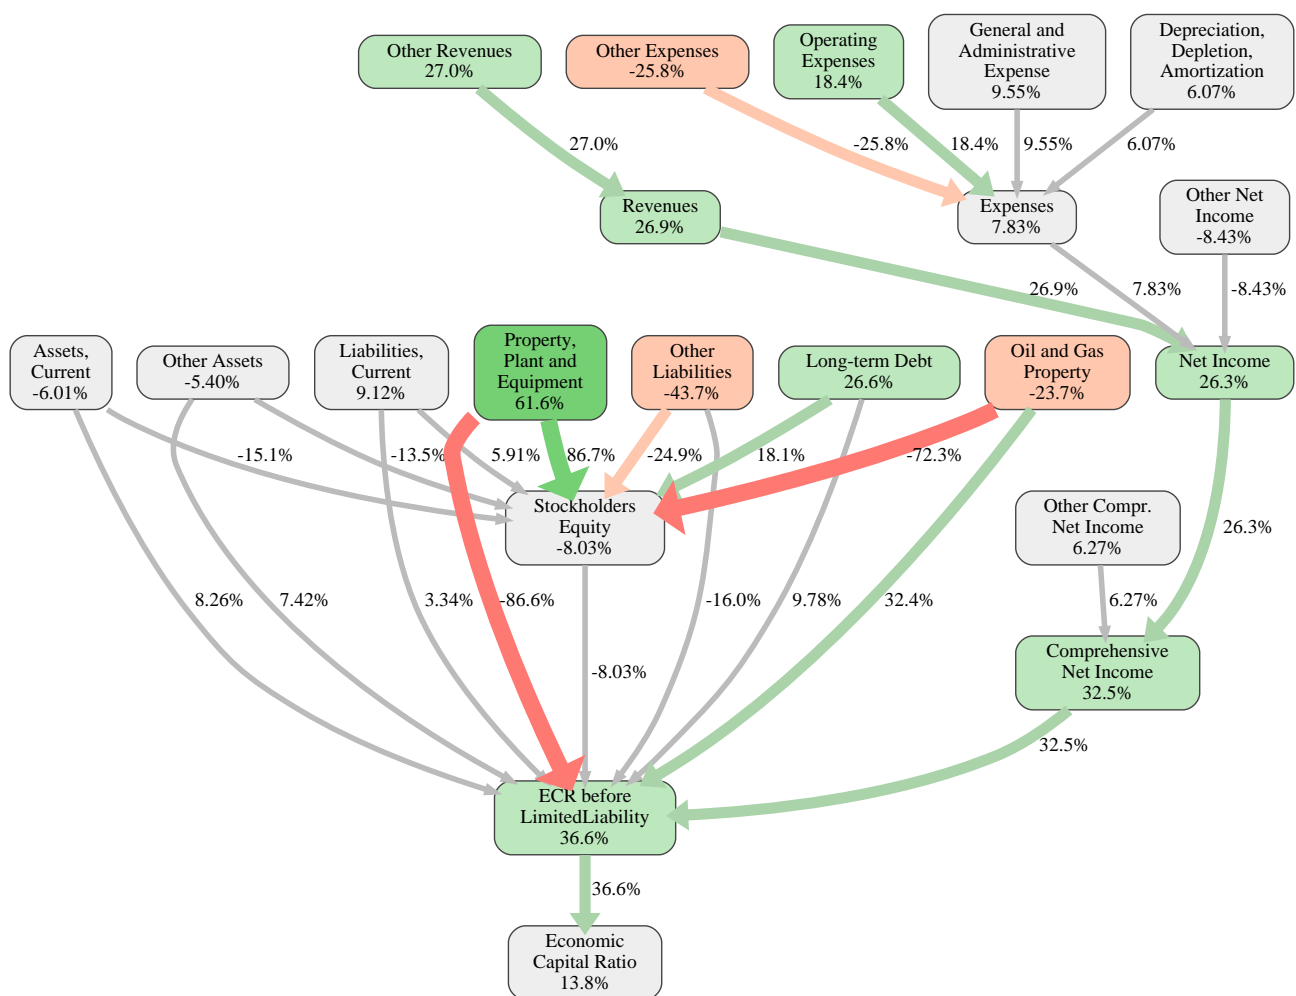 Other Revenues
27.0%
Other Expenses
-25.8%
Operating
Expenses
18.4%
General and
Administrative
Expense
9.55%
Depreciation,
Depletion,
Amortization
6.07%
27.0%
-25.8%
18.4%
9.55%
6.07%
Revenues
26.9%
Expenses
7.83%
Other Net
Income
-8.43%
26.9%
7.83%
-8.43%
Assets,
Current
-6.01%
Other Assets
-5.40%
Liabilities,
Current
9.12%
Property,
Plant and
Equipment
61.6%
Other
Liabilities
-43.7%
Long-term Debt
26.6%
Oil and Gas
Property
-23.7%
Net Income
26.3%
-15.1%
-13.5%
5.91%
86.7%
-24.9%
18.1%
-72.3%
Stockholders
Equity
-8.03%
Other Compr.
Net Income
6.27%
26.3%
8.26%
7.42%
3.34%
-86.6%
-16.0%
9.78%
32.4%
6.27%
-8.03%
Comprehensive
Net Income
32.5%
32.5%
ECR before
LimitedLiability
36.6%
36.6%
Economic
Capital Ratio
13.8%